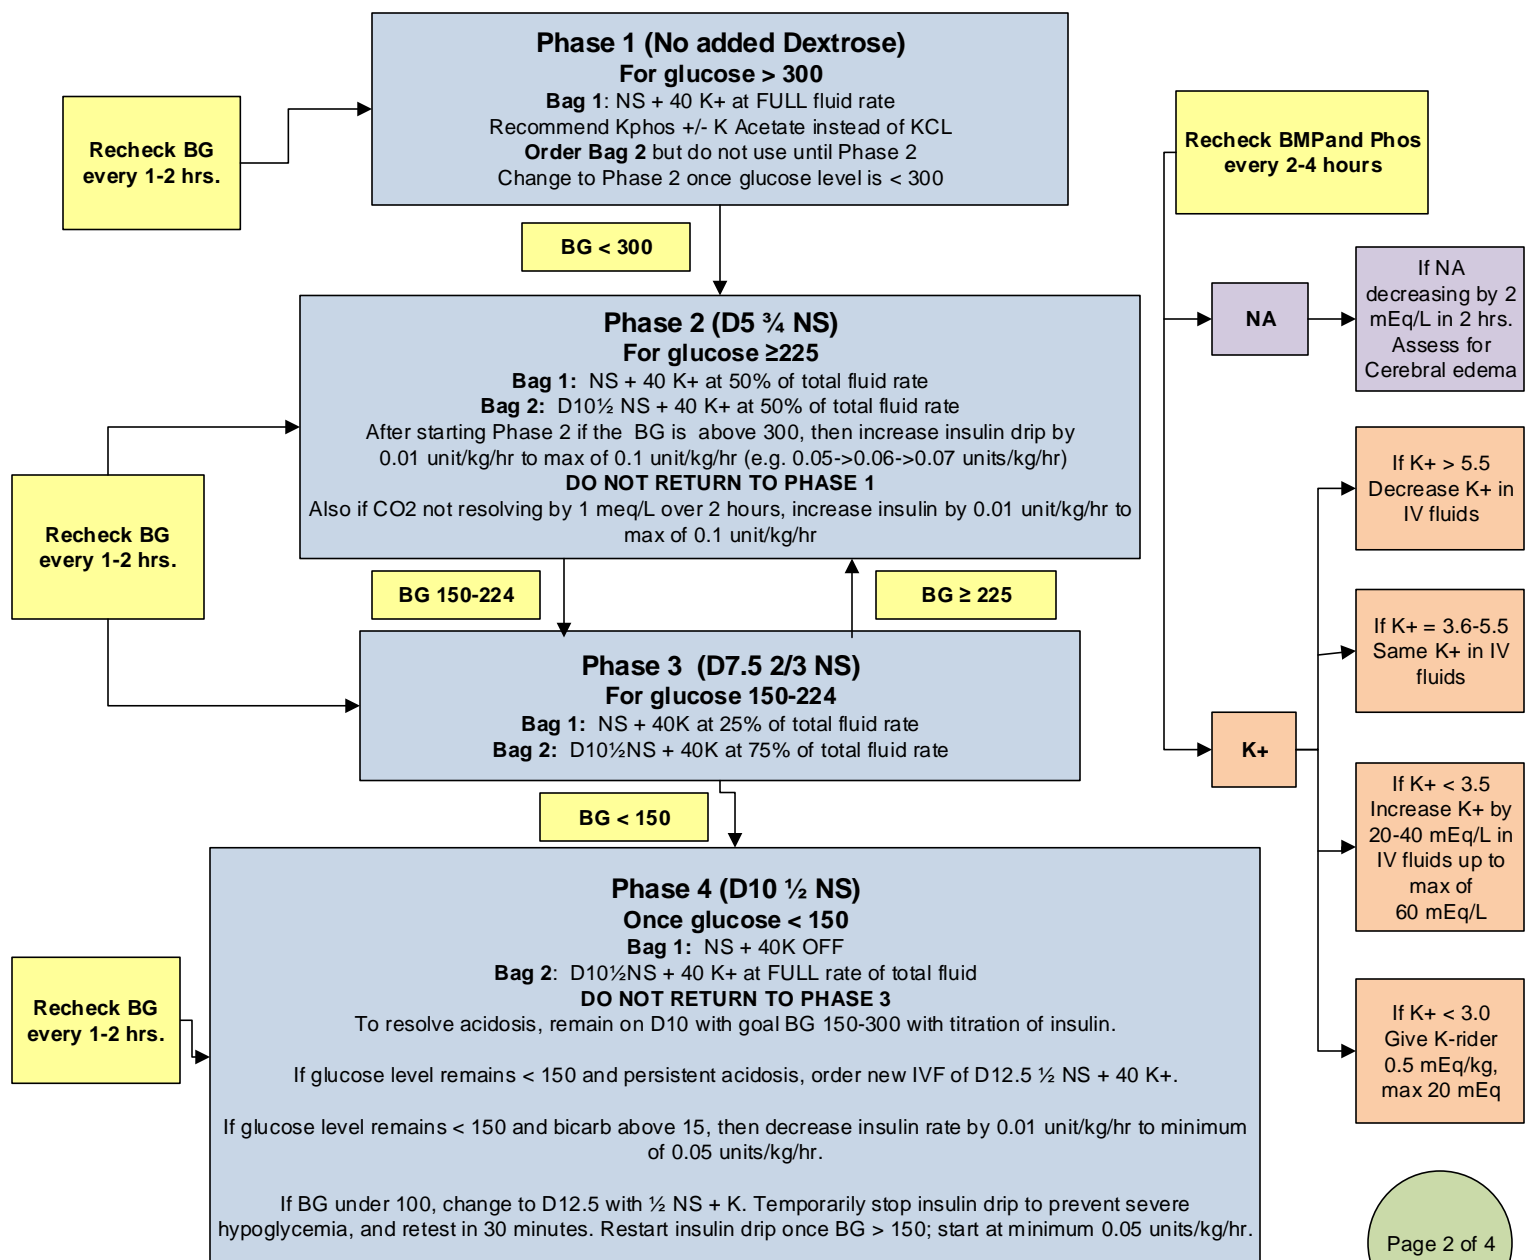 Phase 1 (No added Dextrose)
For glucose > 300
Bag 1: NS + 40 K+ at FULL fluid rate
Recommend Kphos +/- K Acetate instead of KCL
Order Bag 2 but do not use until Phase 2
Change to Phase 2 once glucose level is < 300
Recheck BG
every 1-2 hrs.
Recheck BMPand Phos
every 2-4 hours
BG < 300
NA
If NA
decreasing by 2
mEq/L in 2 hrs.
Assess for
Cerebral edema
Phase 2 (D5 ¾ NS)
For glucose ≥225
Bag 1: NS + 40 K+ at 50% of total fluid rate
Bag 2: D10½ NS + 40 K+ at 50% of total fluid rate
After starting Phase 2 if the BG is above 300, then increase insulin drip by
0.01 unit/kg/hr to max of 0.1 unit/kg/hr (e.g. 0.05->0.06->0.07 units/kg/hr)
DO NOT RETURN TO PHASE 1
Also if CO2 not resolving by 1 meq/L over 2 hours, increase insulin by 0.01 unit/kg/hr to
max of 0.1 unit/kg/hr
Recheck BG
every 1-2 hrs.
If K+ > 5.5
Decrease K+ in
IV fluids
BG 150-224
BG ≥ 225
If K+ = 3.6-5.5
Same K+ in IV
fluids
Phase 3 (D7.5 2/3 NS)
For glucose 150-224
Bag 1: NS + 40K at 25% of total fluid rate
Bag 2: D10½NS + 40K at 75% of total fluid rate
K+
BG < 150
If K+ < 3.5
Increase K+ by
20-40 mEq/L in
IV fluids up to
max of
60 mEq/L
Phase 4 (D10 ½ NS)
Once glucose < 150
Bag 1: NS + 40K OFF
Bag 2: D10½NS + 40 K+ at FULL rate of total fluid
DO NOT RETURN TO PHASE 3
To resolve acidosis, remain on D10 with goal BG 150-300 with titration of insulin.
If glucose level remains < 150 and persistent acidosis, order new IVF of D12.5 ½ NS + 40 K+.
If glucose level remains < 150 and bicarb above 15, then decrease insulin rate by 0.01 unit/kg/hr to minimum
of 0.05 units/kg/hr.
If BG under 100, change to D12.5 with ½ NS + K. Temporarily stop insulin drip to prevent severe
hypoglycemia, and retest in 30 minutes. Restart insulin drip once BG > 150; start at minimum 0.05 units/kg/hr.
Recheck BG
every 1-2 hrs.
If K+ < 3.0
Give K-rider
0.5 mEq/kg,
max 20 mEq
Page 2 of 4